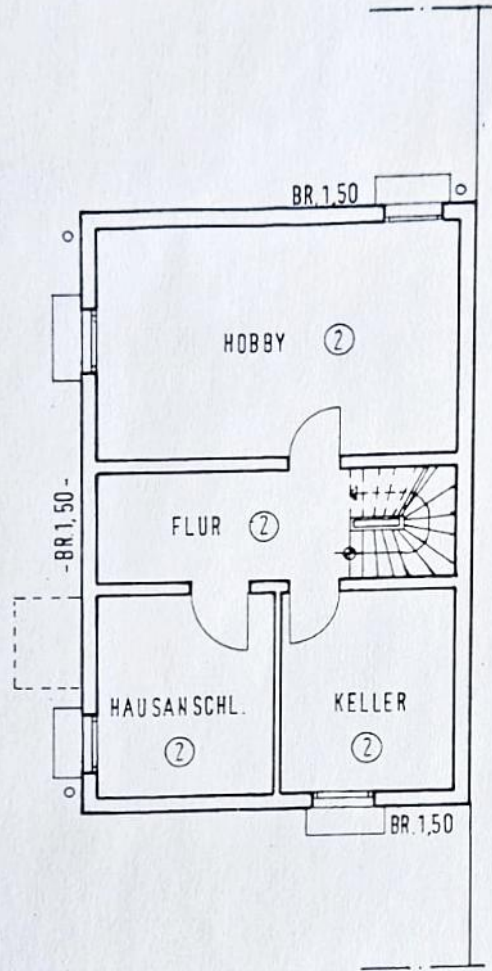 BR.1,50
HOBBY 2
-BR.1,50-
FLUR 2
HAUSANSCHL. 2
KELLER 2
BR.1,50